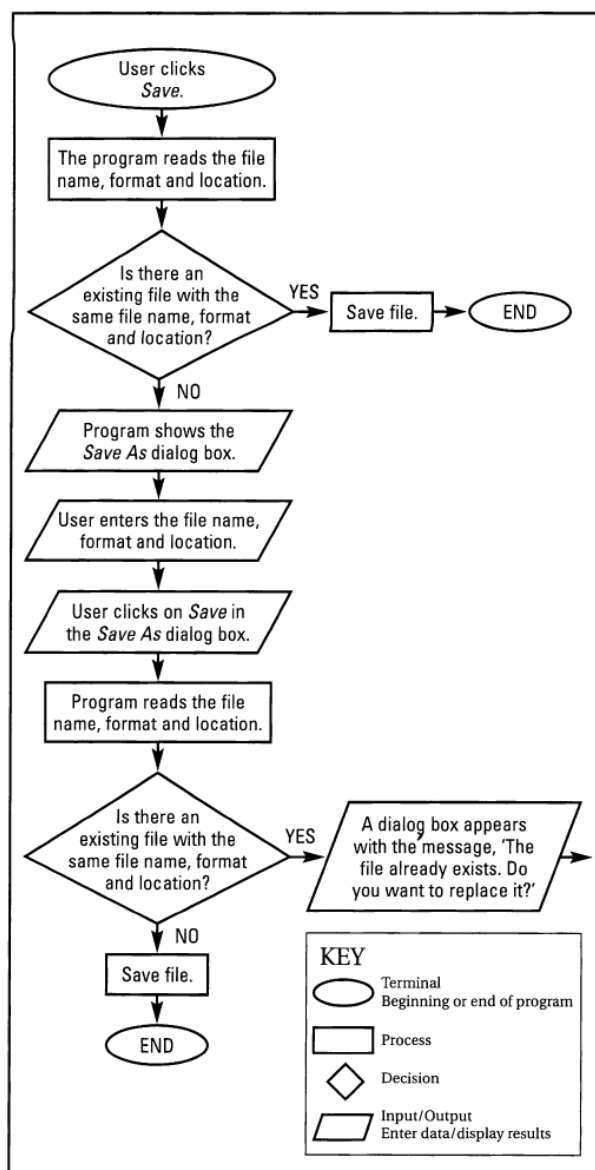 User clicks
Save.
The program reads the file
name, format and location.
Is there an
existing file with the
same file name, format
and location?
YES
Save file.
END
NO
Program shows the
Save As dialog box.
User enters the file name,
format and location.
User clicks on Save in
the Save As dialog box.
Program reads the file
name, format and location.
Is there an
existing file with the
same file name, format
and location?
YES
A dialog box appears
with the message, 'The
file already exists. Do
you want to replace it?'
NO
Save file.
END
KEY
Terminal
Beginning or end of program
Process
Decision
Input/Output
Enter data/display results